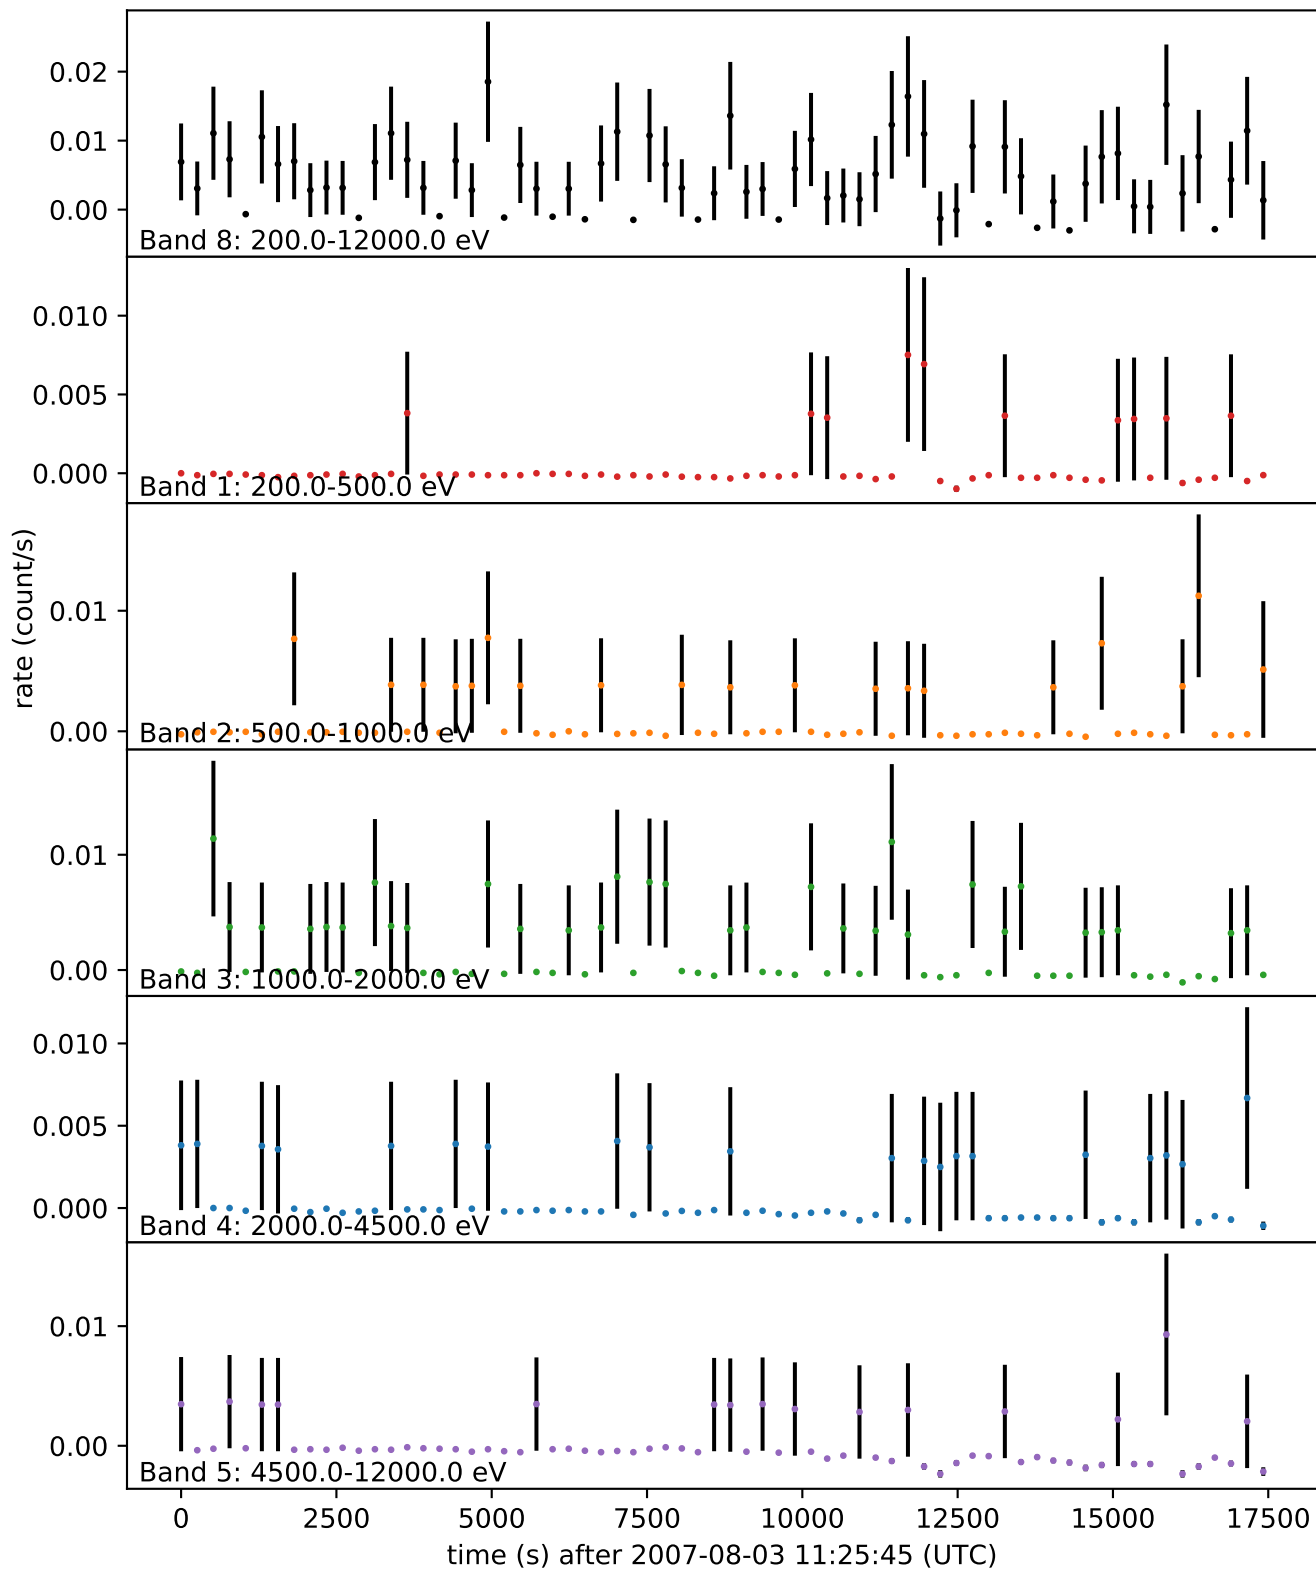 0.02
0.01
0.00
Band 8: 200.0-12000.0 eV
0.010
0.005
0.000
Band 1: 200.0-500.0 eV
rate (count/s)
0.01
0.00
Band 2: 500.0-1000.0 eV
0.01
0.00
Band 3: 1000.0-2000.0 eV
0.010
0.005
0.000
Band 4: 2000.0-4500.0 eV
0.01
0.00
Band 5: 4500.0-12000.0 eV
0 2500 5000 7500 10000 12500 15000 17500
time (s) after 2007-08-03 11:25:45 (UTC)